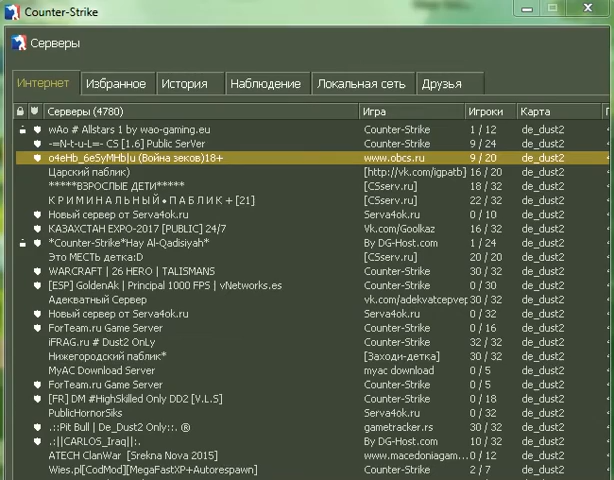 Counter-Strike
Серверы
Интернет Избранное История Наблюдение Локальная сеть Друзья
Серверы (4780) Игра Игроки Карта
wAo # Allstars 1 by wao-gaming.eu Counter-Strike 1 / 12 de_dust2
-=N-t-u-L=- CS [1.6] Public SerVer Counter-Strike 9 / 24 de_dust2
o4eHb_6eSyMHb|u (Война зеков)18+ www.obcs.ru 9 / 20 de_dust2
Царский паблик) [http://vk.com/igpatb] 16 / 20 de_dust2
*****ВЗРОСЛЫЕ ДЕТИ***** [CSserv.ru] 18 / 32 de_dust2
К Р И М И Н А Л Ь Н Ы Й • П А Б Л И К + [21] [CSserv.ru] 22 / 32 de_dust2
Новый сервер от Serva4ok.ru Serva4ok.ru 0 / 10 de_dust2
КАЗАХСТАН EXPO-2017 [PUBLIC] 24/7 Vk.com/Goolkaz 16 / 32 de_dust2
*Counter-Strike*Hay Al-Qadisiyah* By DG-Host.com 1 / 24 de_dust2
Это МЕСТЬ детка:D [CSserv.ru] 20 / 20 de_dust2
WARCRAFT | 26 HERO | TALISMANS Counter-Strike 30 / 32 de_dust2
[ESP] GoldenAk | Principal 1000 FPS | vNetworks.es Counter-Strike 10 / 32 de_dust2
Адекватный Сервер vk.com/adekvatcepvep 30 / 32 de_dust2
Новый сервер от Serva4ok.ru Serva4ok.ru 0 / 32 de_dust2
ForTeam.ru Game Server Counter-Strike 0 / 16 de_dust2
iFRAG.ru # Dust2 OnLy Counter-Strike 32 / 32 de_dust2
Нижегородский паблик* [Заходи-детка] 30 / 32 de_dust2
MyAC Download Server myac download 0 / 5 de_dust2
ForTeam.ru Game Server Counter-Strike 0 / 5 de_dust2
[FR] DM #HighSkilled Only DD2 [V.L.S] Counter-Strike 0 / 18 de_dust2
PublicHornorSiks Serva4ok.ru 0 / 32 de_dust2
.::Pit Bull | De_Dust2 Only::. ® gametracker.rs 30 / 32 de_dust2
.:||CARLOS_Iraq||:. By DG-Host.com 10 / 32 de_dust2
ATECH ClanWar [Srekna Nova 2015] www.macedoniagam... 0 / 12 de_dust2
Wies.pl[CodMod][MegaFastXP+Autorespawn] Counter-Strike 2 / 7 de_dust2